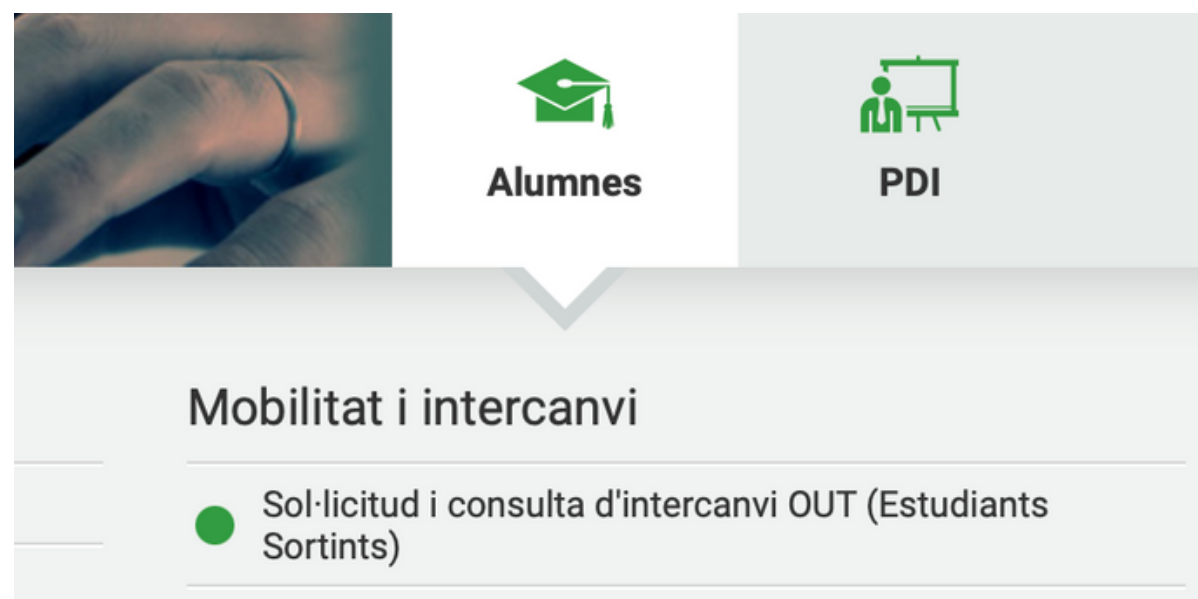 Alumnes
PDI
Mobilitat i intercanvi
Sol·licitud i consulta d'intercanvi OUT (Estudiants
Sortints)